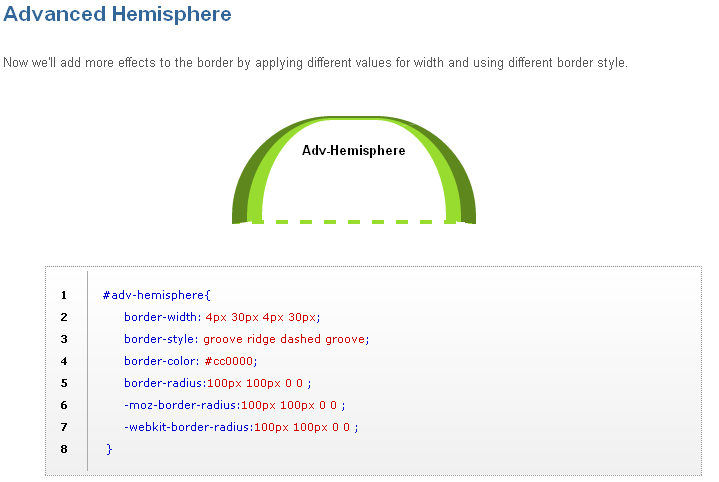 Advanced Hemisphere
Now we'll add more effects to the border by applying different values for width and using different border style.
Adv-Hemisphere
1 #adv-hemisphere{
2 border-width: 4px 30px 4px 30px;
3 border-style: groove ridge dashed groove;
4 border-color: #cc0000;
5 border-radius:100px 100px 0 0 ;
6 -moz-border-radius:100px 100px 0 0 ;
7 -webkit-border-radius:100px 100px 0 0 ;
8 }